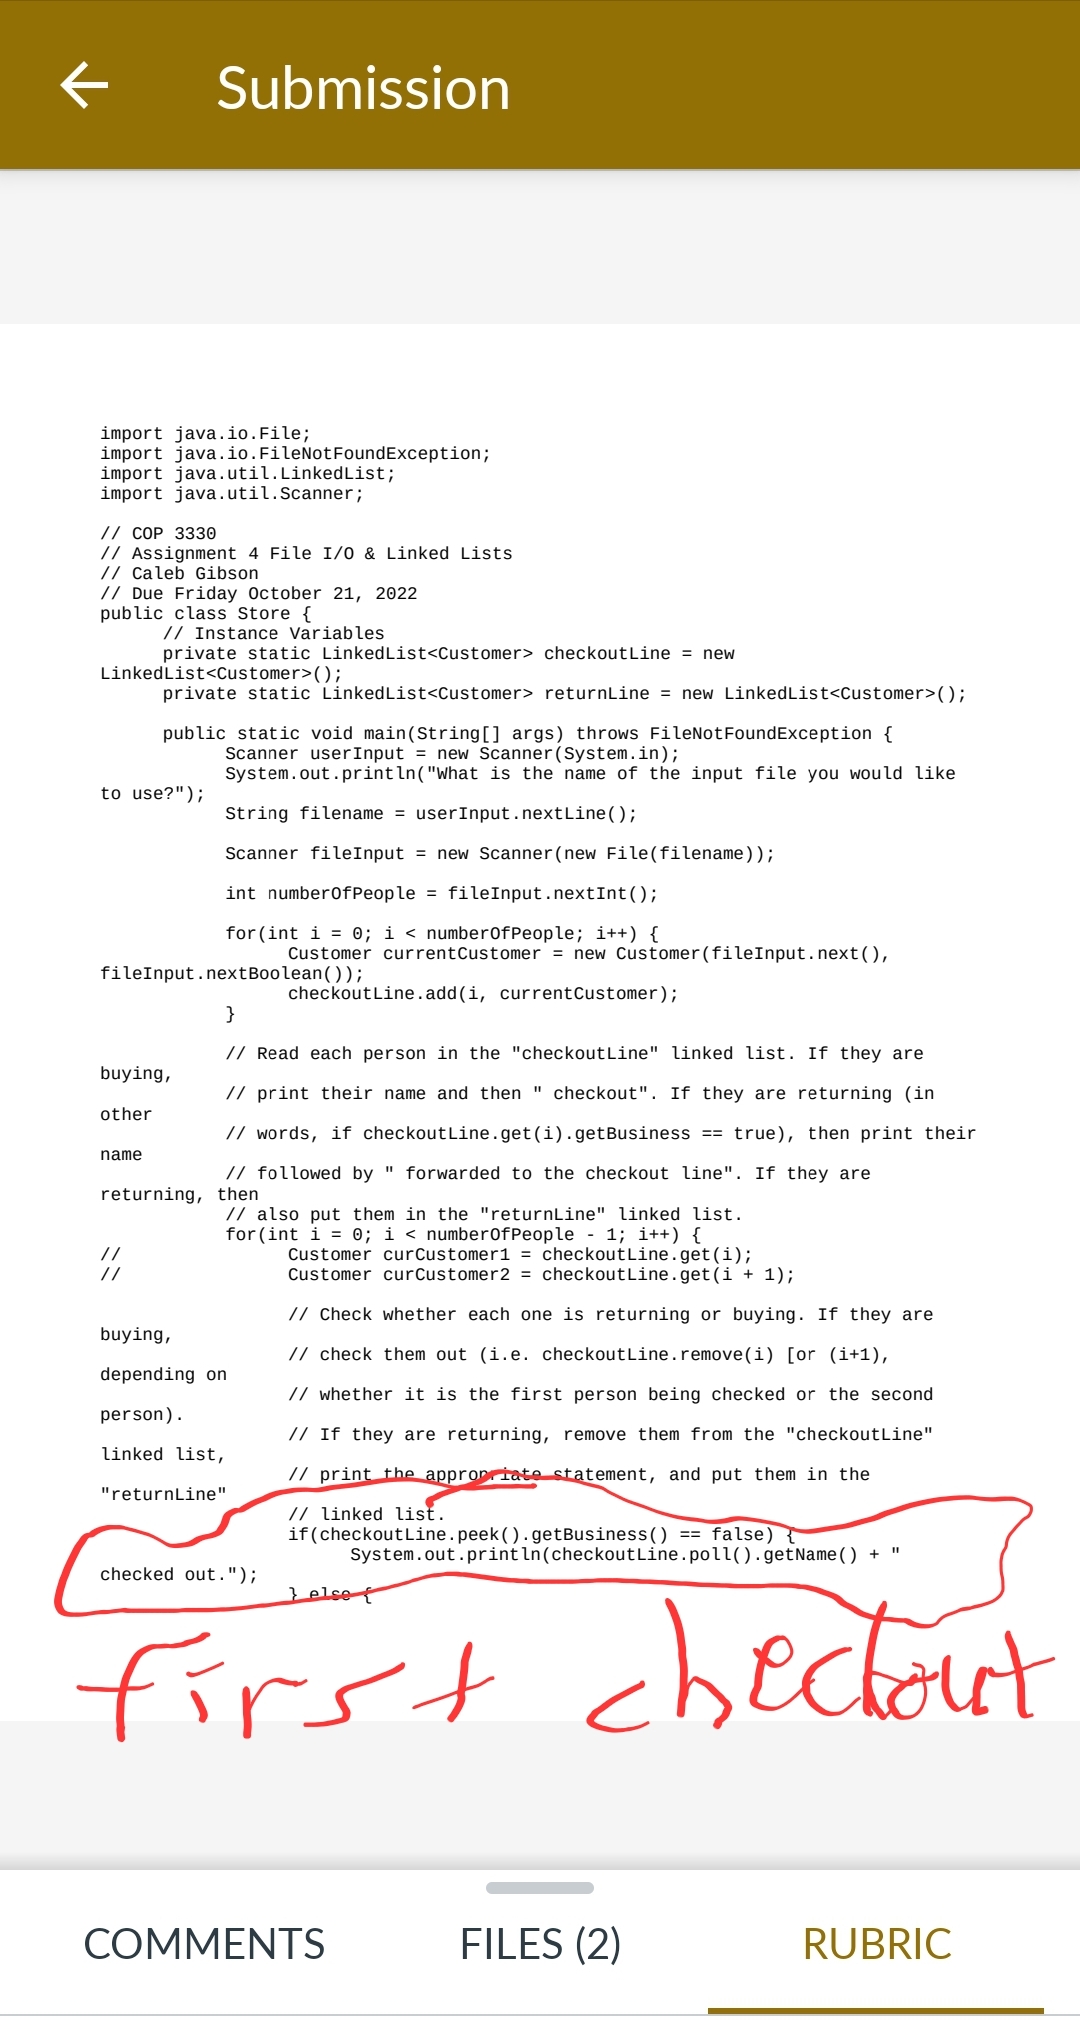 Submission
import java.io.File;
import java.io.FileNotFoundException;
import java.util.LinkedList;
import java.util.Scanner;
// COP 3330
// Assignment 4 File I/O & Linked Lists
// Caleb Gibson
// Due Friday October 21, 2022
public class Store {
// Instance Variables
private static LinkedList<Customer> checkoutLine = new
LinkedList<Customer>();
private static LinkedList<Customer> returnLine = new LinkedList<Customer>();
public static void main(String[] args) throws FileNotFoundException {
Scanner userInput = new Scanner(System.in);
System.out.println("What is the name of the input file you would like
to use?");
String filename = userInput.nextLine();
Scanner fileInput = new Scanner(new File(filename));
int numberOfPeople = fileInput.nextInt();
for(int i = 0; i < numberOfPeople; i++) {
Customer currentCustomer = new Customer(fileInput.next(),
fileInput.nextBoolean());
checkoutLine.add(i, currentCustomer);
}
// Read each person in the "checkoutLine" linked list. If they are
buying,
// print their name and then " checkout". If they are returning (in
other
// words, if checkoutLine.get(i).getBusiness == true), then print their
name
// followed by " forwarded to the checkout line". If they are
returning, then
// also put them in the "returnLine" linked list.
for(int i = 0; i < numberOfPeople - 1; i++) {
// Customer curCustomer1 = checkoutLine.get(i);
// Customer curCustomer2 = checkoutLine.get(i + 1);
// Check whether each one is returning or buying. If they are
buying,
// check them out (i.e. checkoutLine.remove(i) [or (i+1),
depending on
// whether it is the first person being checked or the second
person).
// If they are returning, remove them from the "checkoutLine"
linked list,
// print the appropriate statement, and put them in the
"returnLine"
// linked list.
if(checkoutLine.peek().getBusiness() == false) {
System.out.println(checkoutLine.poll().getName() + "
checked out.");
} else {
first checkout
COMMENTS FILES (2) RUBRIC